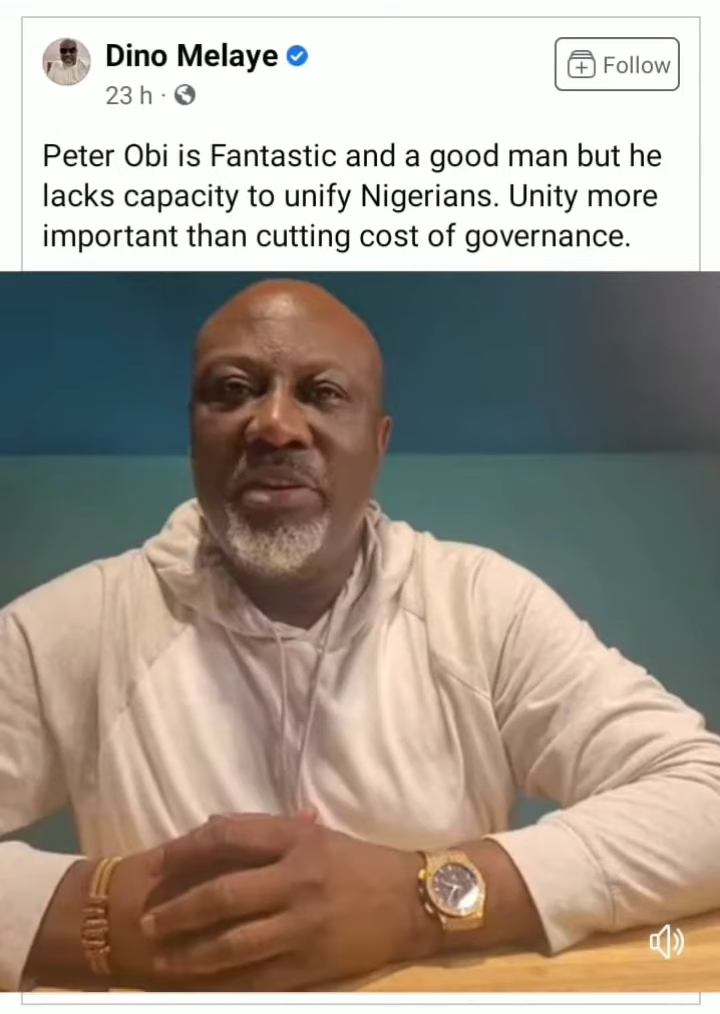 Dino Melaye
Follow
23 h ·
Peter Obi is Fantastic and a good man but he
lacks capacity to unify Nigerians. Unity more
important than cutting cost of governance.